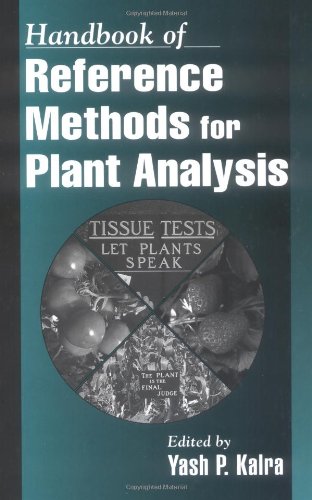 Handbook of
Reference
Methods for
Plant Analysis
TISSUE TESTS
LET PLANTS
SPEAK
THE PLANT
IS THE
FINAL
JUDGE
Edited by
Yash P. Kalra